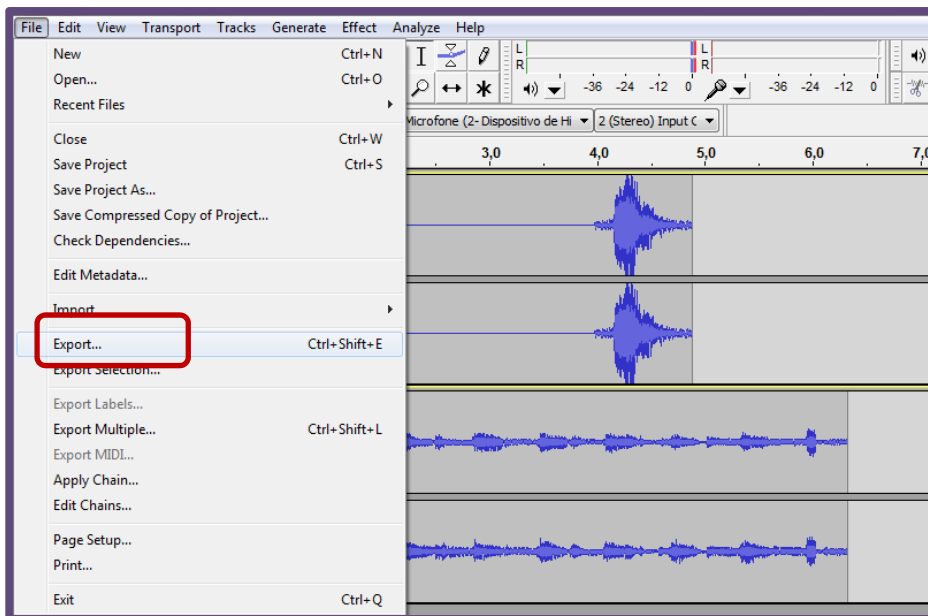 File Edit View Transport Tracks Generate Effect Analyze Help
New Ctrl+N
Open... Ctrl+O
Recent Files
Close Ctrl+W
Save Project Ctrl+S
Save Project As...
Save Compressed Copy of Project...
Check Dependencies...
Edit Metadata...
Import
Export... Ctrl+Shift+E
Export Selection...
Export Labels...
Export Multiple... Ctrl+Shift+L
Export MIDI...
Apply Chain...
Edit Chains...
Page Setup...
Print...
Exit Ctrl+Q
L L
R R
-36 -24 -12 0 -36 -24 -12 0
Microfone (2- Dispositivo de Hi 2 (Stereo) Input C
3,0 4,0 5,0 6,0 7,0